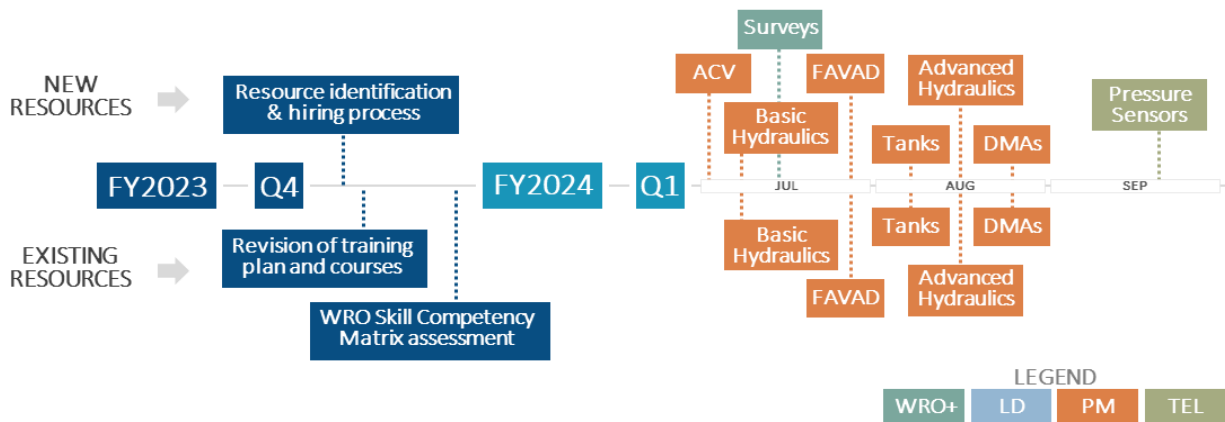 Surveys
ACV
FAVAD
Advanced
Hydraulics
NEW
RESOURCES
Resource identification
& hiring process
Basic
Hydraulics
Pressure
Sensors
Tanks
DMAs
FY2023
Q4
FY2024
Q1
JUL
AUG
SEP
EXISTING
RESOURCES
Revision of training
plan and courses
Basic
Hydraulics
Tanks
DMAs
FAVAD
Advanced
Hydraulics
WRO Skill Competency
Matrix assessment
LEGEND
WRO+
LD
PM
TEL